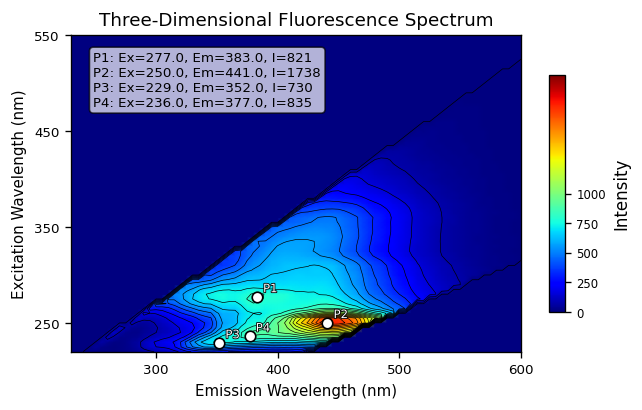 Three-Dimensional Fluorescence Spectrum
P1: Ex=277.0, Em=383.0, I=821
P2: Ex=250.0, Em=441.0, I=1738
P3: Ex=229.0, Em=352.0, I=730
P4: Ex=236.0, Em=377.0, I=835
Excitation Wavelength (nm)
550
450
350
250
P1
P2
P3
P4
300
400
500
600
Emission Wavelength (nm)
1000
750
500
250
0
Intensity